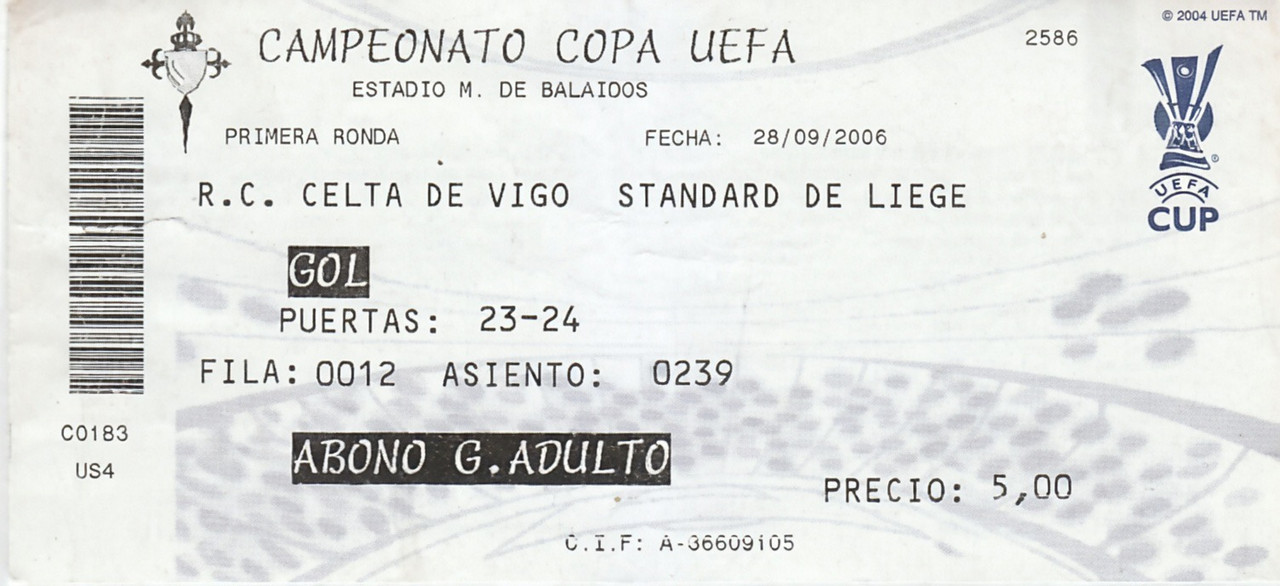 © 2004 UEFA TM
CAMPEONATO COPA UEFA
2586
ESTADIO M. DE BALAIDOS
PRIMERA RONDA FECHA: 28/09/2006
R.C. CELTA DE VIGO STANDARD DE LIEGE
UEFA
CUP
®
GOL
PUERTAS: 23-24
FILA: 0012 ASIENTO: 0239
C0183
US4
ABONO G.ADULTO
PRECIO: 5,00
C.I.F: A-36609105